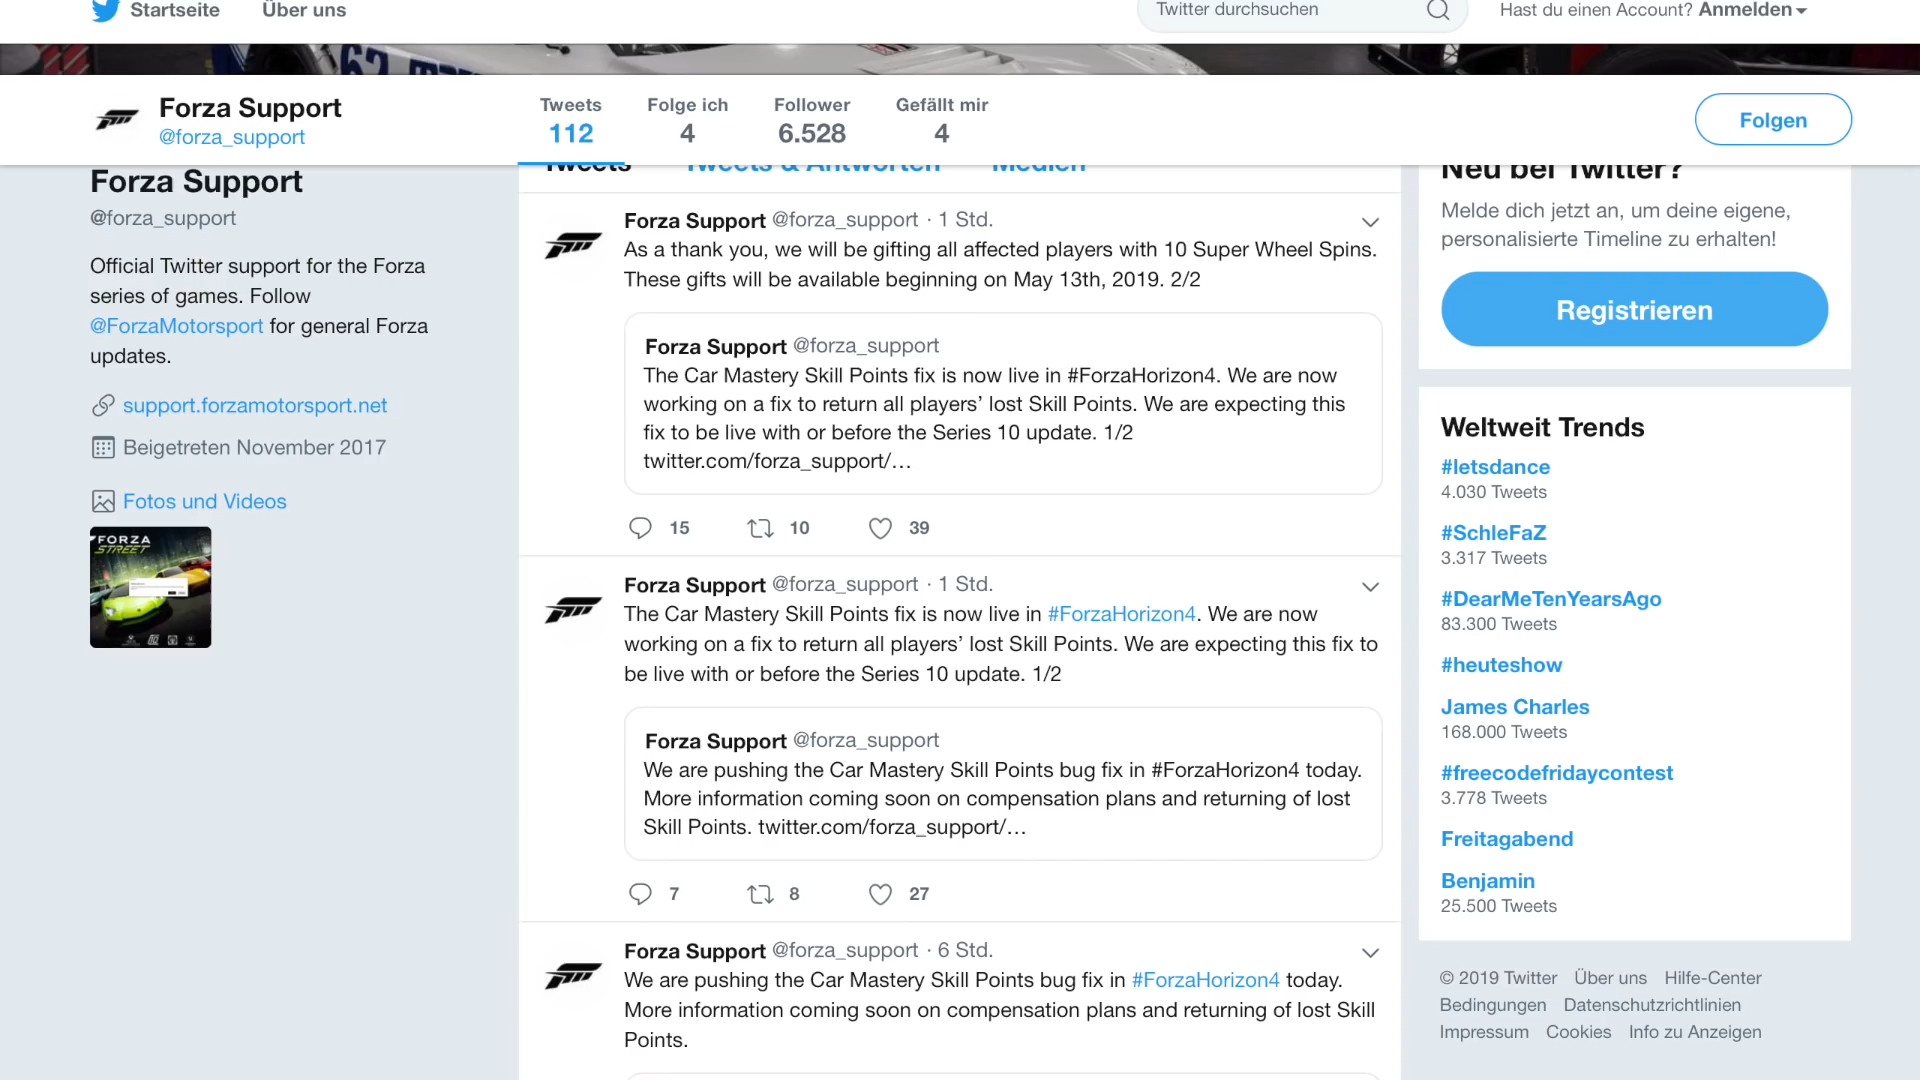 Startseite
Über uns
Twitter durchsuchen
Hast du einen Account? Anmelden
62
Forza Support
@forza_support
Tweets
112
Folge ich
4
Follower
6.528
Gefällt mir
4
Folgen
Forza Support
@forza_support
Official Twitter support for the Forza
series of games. Follow
@ForzaMotorsport for general Forza
updates.
support.forzamotorsport.net
Beigetreten November 2017
Fotos und Videos
FORZA
STREET
Tweets
Tweets & Antworten
Medien
Forza Support @forza_support · 1 Std.
As a thank you, we will be gifting all affected players with 10 Super Wheel Spins.
These gifts will be available beginning on May 13th, 2019. 2/2
Forza Support @forza_support
The Car Mastery Skill Points fix is now live in #ForzaHorizon4. We are now
working on a fix to return all players’ lost Skill Points. We are expecting this
fix to be live with or before the Series 10 update. 1/2
twitter.com/forza_support/…
15
10
39
Forza Support @forza_support · 1 Std.
The Car Mastery Skill Points fix is now live in #ForzaHorizon4. We are now
working on a fix to return all players’ lost Skill Points. We are expecting this fix to
be live with or before the Series 10 update. 1/2
Forza Support @forza_support
We are pushing the Car Mastery Skill Points bug fix in #ForzaHorizon4 today.
More information coming soon on compensation plans and returning of lost
Skill Points. twitter.com/forza_support/…
7
8
27
Forza Support @forza_support · 6 Std.
We are pushing the Car Mastery Skill Points bug fix in #ForzaHorizon4 today.
More information coming soon on compensation plans and returning of lost Skill
Points.
Neu bei Twitter?
Melde dich jetzt an, um deine eigene,
personalisierte Timeline zu erhalten!
Registrieren
Weltweit Trends
#letsdance
4.030 Tweets
#SchleFaZ
3.317 Tweets
#DearMeTenYearsAgo
83.300 Tweets
#heuteshow
James Charles
168.000 Tweets
#freecodefridaycontest
3.778 Tweets
Freitagabend
Benjamin
25.500 Tweets
© 2019 Twitter Über uns Hilfe-Center
Bedingungen Datenschutzrichtlinien
Impressum Cookies Info zu Anzeigen